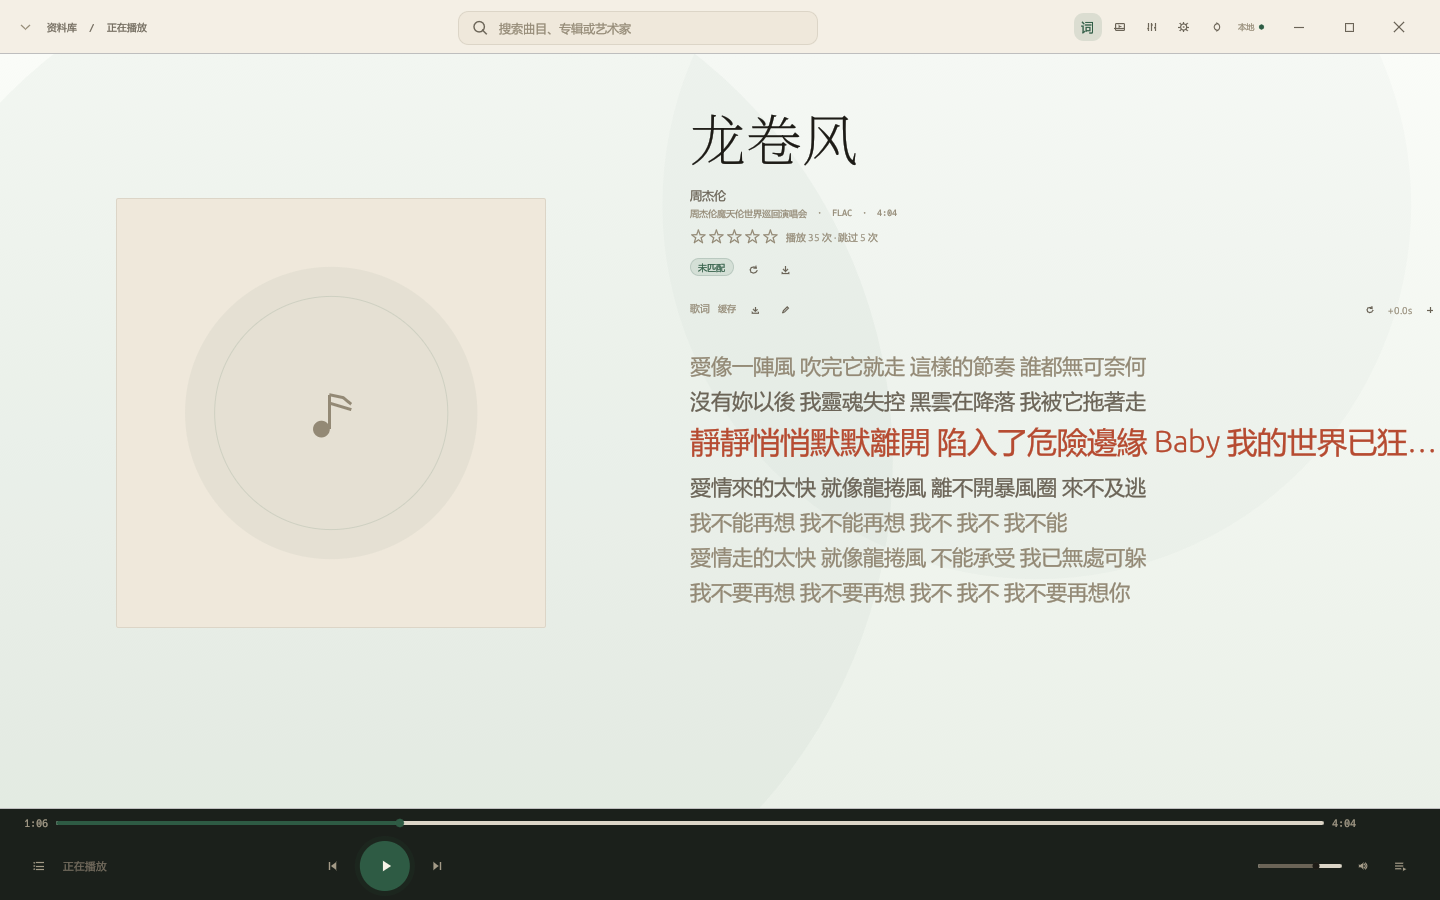 资料库 / 正在播放
搜索曲目、专辑或艺术家
词
本地
龙卷风
周杰伦
周杰伦魔天伦世界巡回演唱会 · FLAC · 4:04
播放 35 次 · 跳过 5 次
未匹配
歌词 缓存
+0.0s +
愛像一陣風 吹完它就走 這樣的節奏 誰都無可奈何
沒有妳以後 我靈魂失控 黑雲在降落 我被它拖著走
靜靜悄悄默默離開 陷入了危險邊緣 Baby 我的世界已狂...
愛情來的太快 就像龍捲風 離不開暴風圈 來不及逃
我不能再想 我不能再想 我不 我不 我不能
愛情走的太快 就像龍捲風 不能承受 我已無處可躲
我不要再想 我不要再想 我不 我不 我不要再想你
1:06
4:04
正在播放